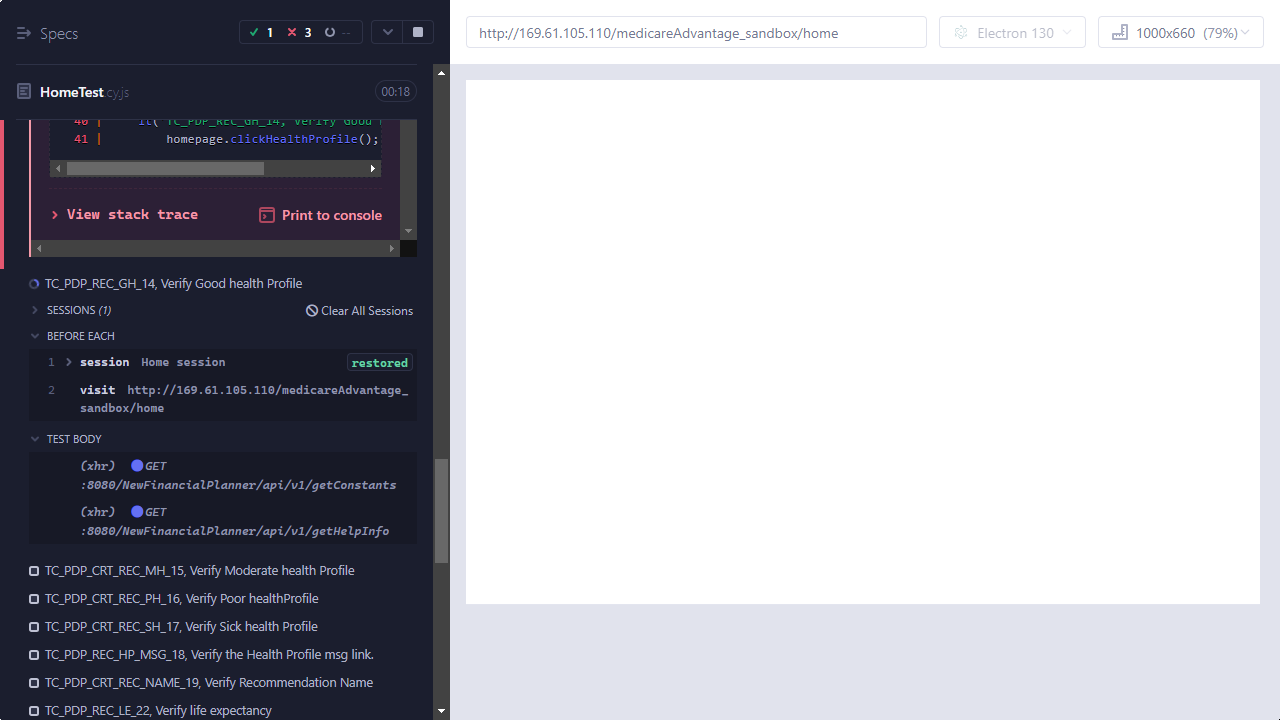 Specs
1
3
--
http://169.61.105.110/medicareAdvantage_sandbox/home
Electron 130
1000x660 (79%)
HomeTest.cy.js
00:18
40 | it('TC_PDP_REC_GH_14, Verify Good
41 | homepage.clickHealthProfile();
View stack trace
Print to console
TC_PDP_REC_GH_14, Verify Good health Profile
SESSIONS (1)
Clear All Sessions
BEFORE EACH
1 session Home session restored
2 visit http://169.61.105.110/medicareAdvantage_
sandbox/home
TEST BODY
(xhr) GET
:8080/NewFinancialPlanner/api/v1/getConstants
(xhr) GET
:8080/NewFinancialPlanner/api/v1/getHelpInfo
TC_PDP_CRT_REC_MH_15, Verify Moderate health Profile
TC_PDP_CRT_REC_PH_16, Verify Poor healthProfile
TC_PDP_CRT_REC_SH_17, Verify Sick health Profile
TC_PDP_REC_HP_MSG_18, Verify the Health Profile msg link.
TC_PDP_CRT_REC_NAME_19, Verify Recommendation Name
TC_PDP_REC_LE_22, Verify life expectancy